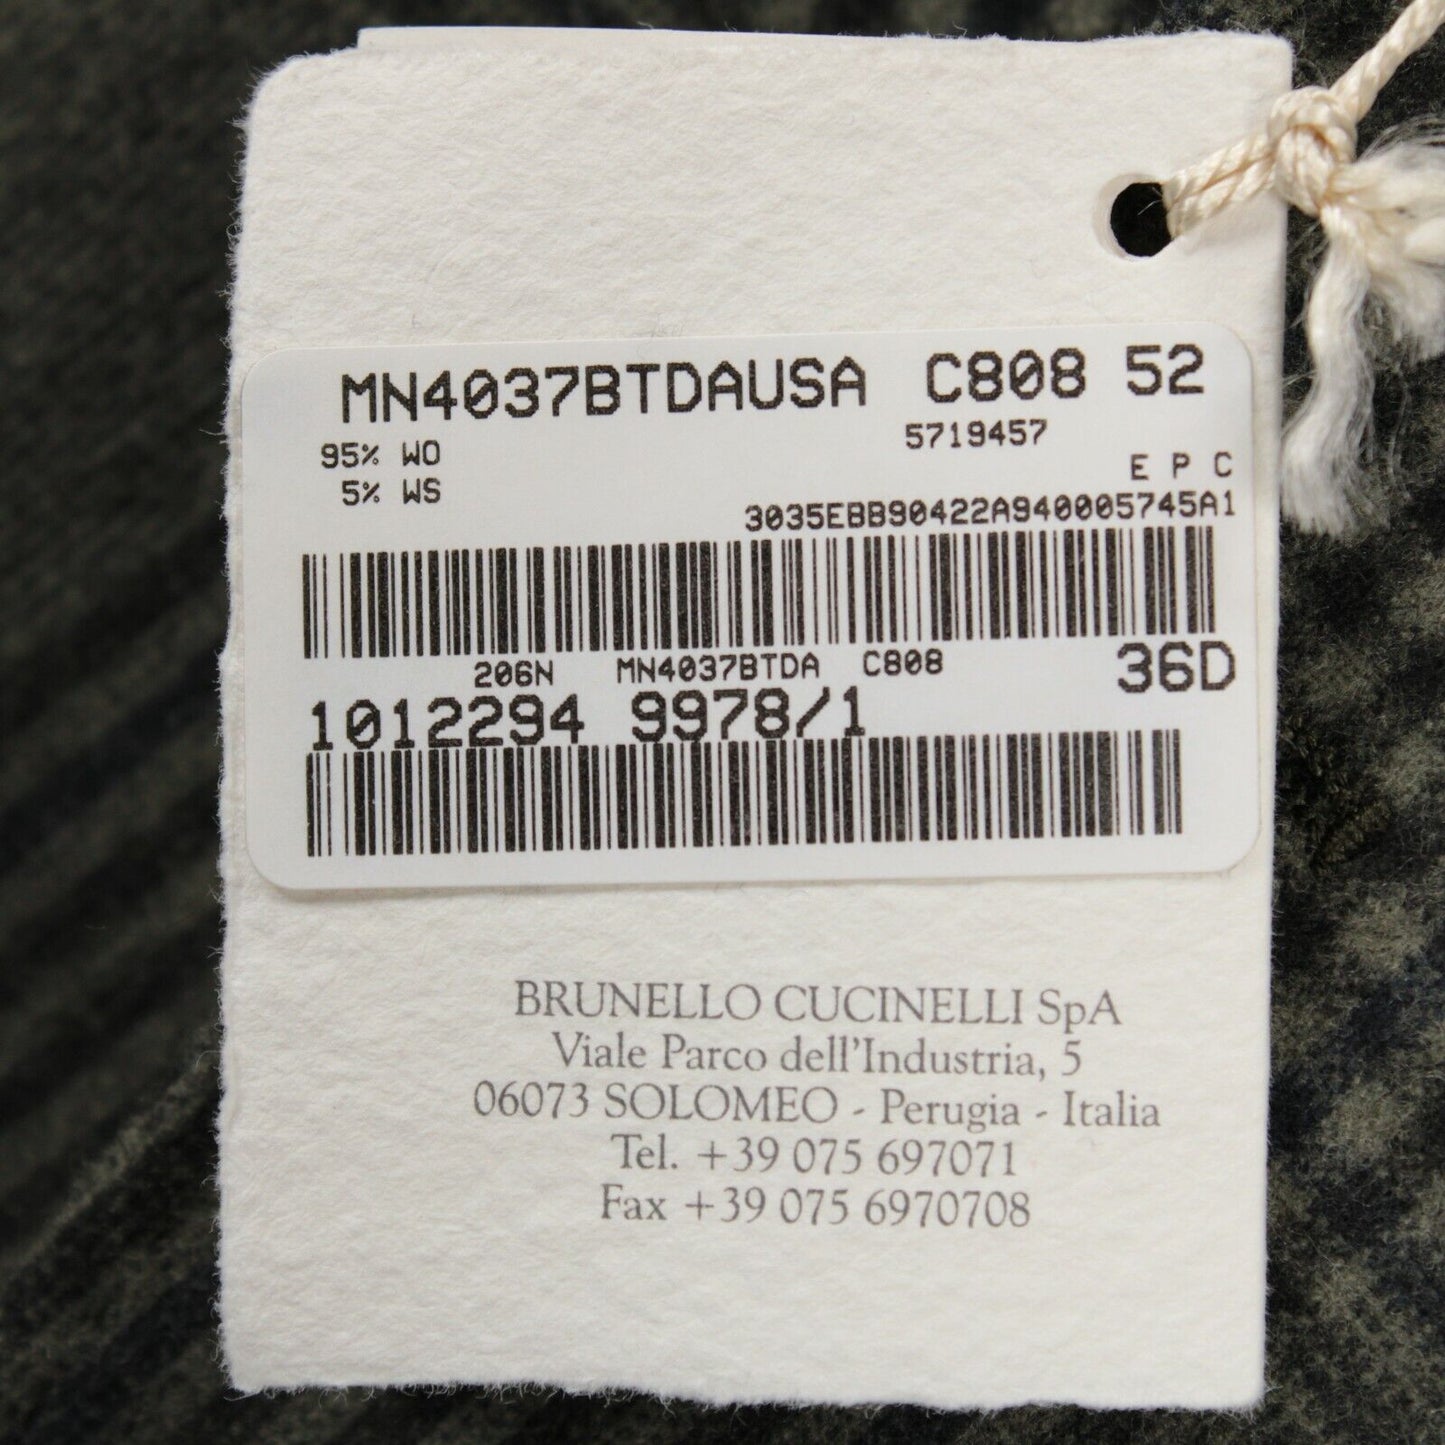 MN4037BTDAUSA C808 52
5719457
95% WO
5% WS
E P C
3035EBB90422A940005745A1
206N MN4037BTDA C808 36D
1012294 9978/1
BRUNELLO CUCINELLI SpA
Viale Parco dell'Industria, 5
06073 SOLOMEO - Perugia - Italia
Tel. +39 075 697071
Fax +39 075 6970708